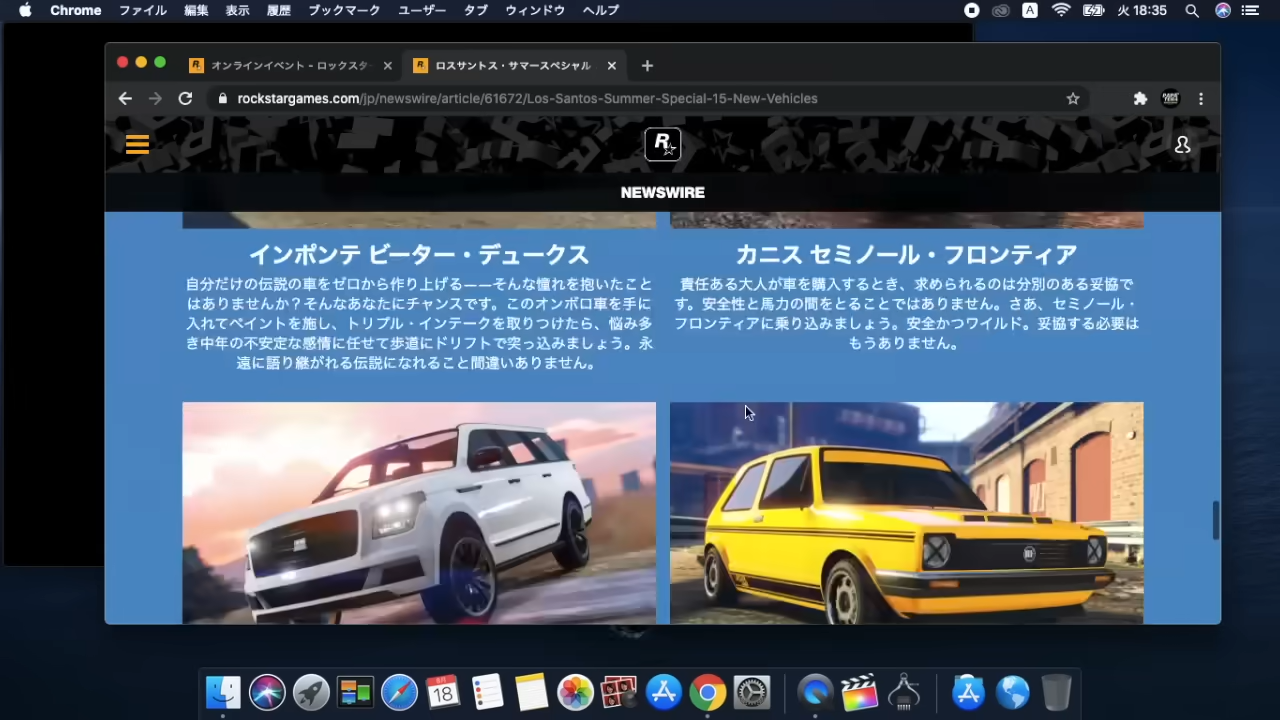 Chrome ファイル 編集 表示 履歴 ブックマーク ユーザー タブ ウィンドウ ヘルプ A 火 18:35
オンラインイベント - ロックスタ ロスサントス・サマースペシャル
rockstargames.com/jp/newswire/article/61672/Los-Santos-Summer-Special-15-New-Vehicles
R
NEWSWIRE
インポンテ ビーター・デュークス
自分だけの伝説の車をゼロから作り上げる——そんな憧れを抱いたこと
はありませんか？そんなあなたにチャンスです。このオンボロ車を手に
入れてペイントを施し、トリプル・インテークを取りつけたら、悩み多
き中年の不安定な感情に任せて歩道にドリフトで突っ込みましょう。永
遠に語り継がれる伝説になれること間違いありません。
カニス セミノール・フロンティア
責任ある大人が車を購入するとき、求められるのは分別のある妥協で
す。安全性と馬力の間をとることではありません。さあ、セミノール・
フロンティアに乗り込みましょう。安全かつワイルド。妥協する必要は
もうありません。
18